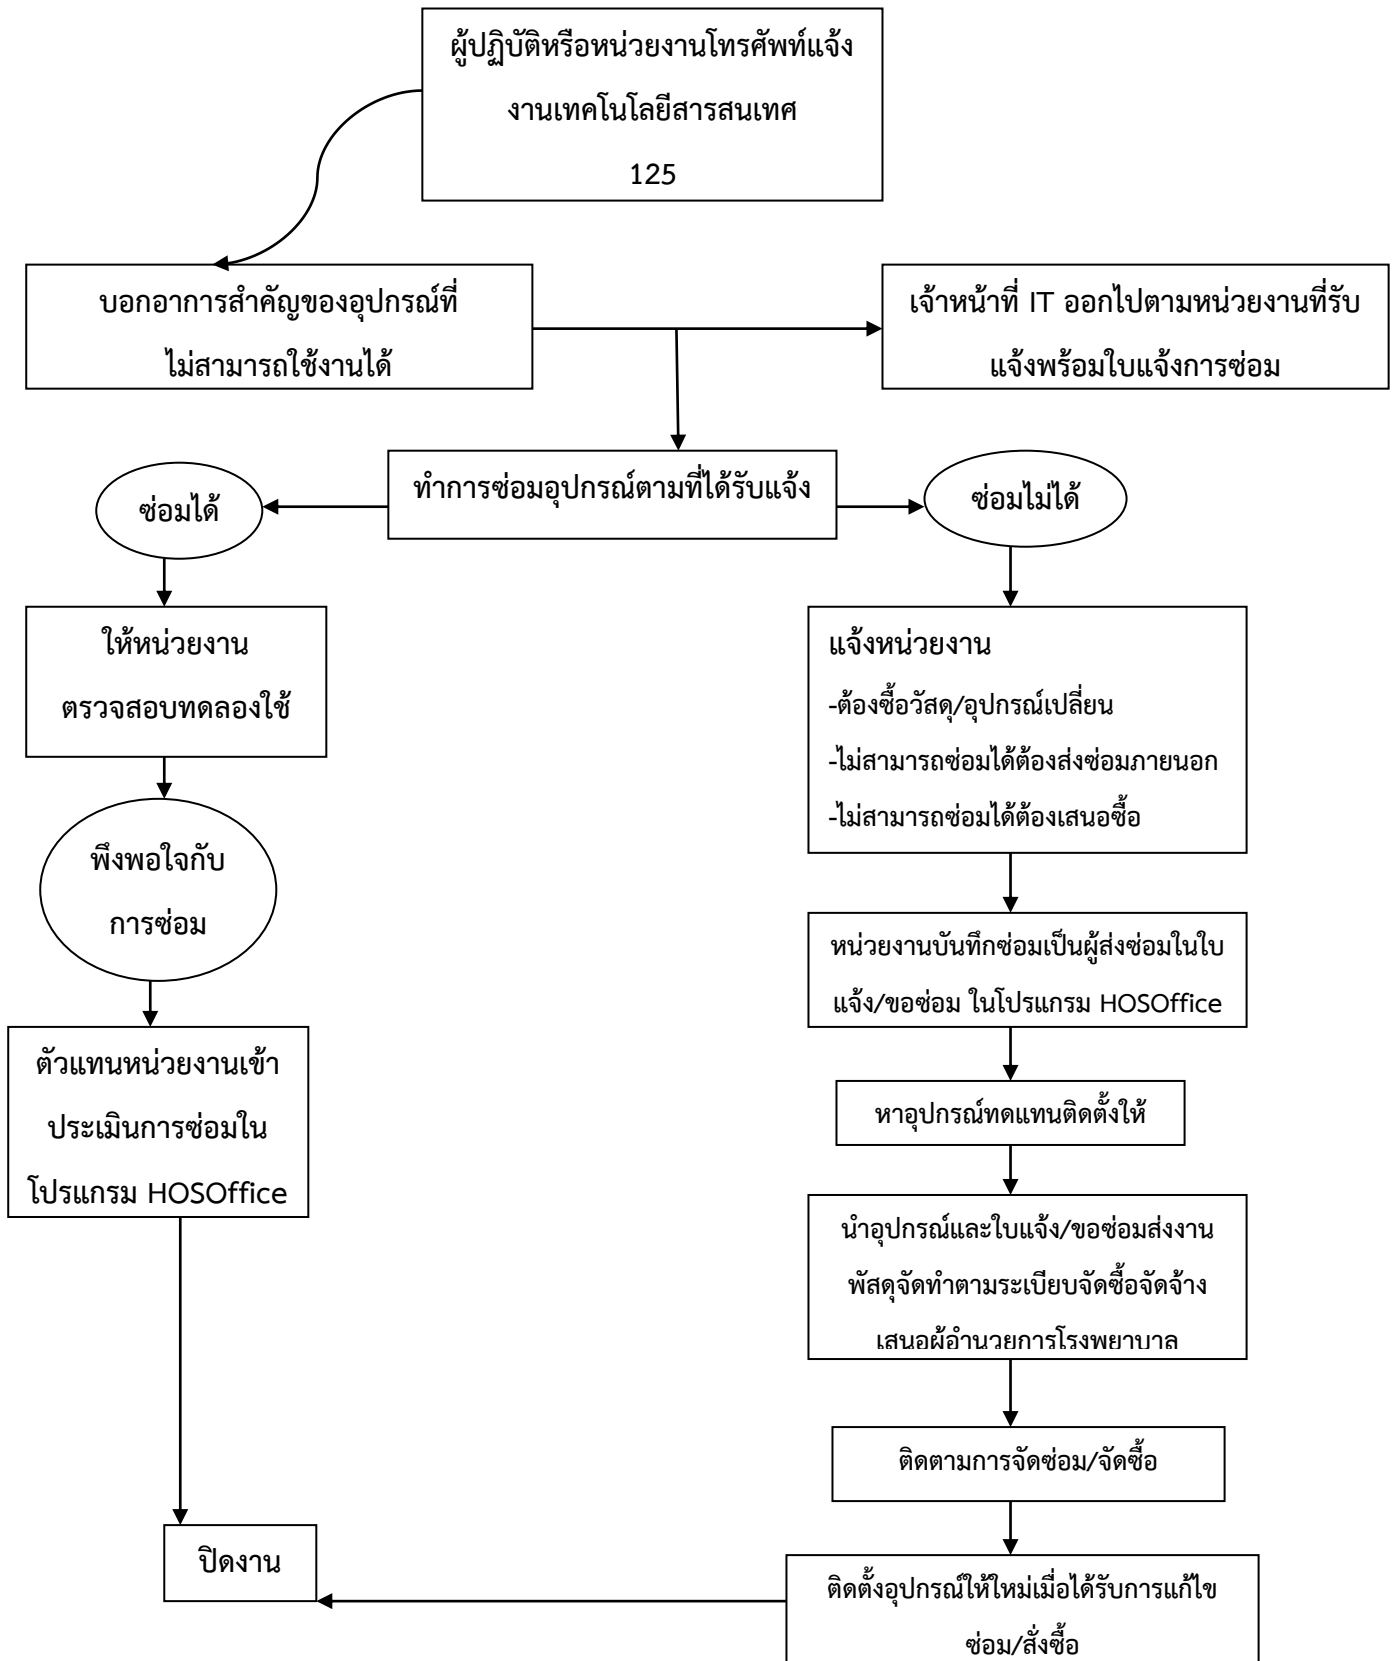 ผู้ปฏิบัติหรือหน่วยงานโทรศัพท์แจ้ง
งานเทคโนโลยีสารสนเทศ
125
บอกอาการสำคัญของอุปกรณ์ที่
ไม่สามารถใช้งานได้
เจ้าหน้าที่ IT ออกไปตามหน่วยงานที่รับ
แจ้งพร้อมใบแจ้งการซ่อม
ทำการซ่อมอุปกรณ์ตามที่ได้รับแจ้ง
ซ่อมได้
ซ่อมไม่ได้
ให้หน่วยงาน
ตรวจสอบทดลองใช้
พึงพอใจกับ
การซ่อม
ตัวแทนหน่วยงานเข้า
ประเมินการซ่อมใน
โปรแกรม HOSOffice
แจ้งหน่วยงาน
-ต้องซื้อวัสดุ/อุปกรณ์เปลี่ยน
-ไม่สามารถซ่อมได้ต้องส่งซ่อมภายนอก
-ไม่สามารถซ่อมได้ต้องเสนอซื้อ
หน่วยงานบันทึกซ่อมเป็นผู้ส่งซ่อมในใบ
แจ้ง/ขอซ่อม ในโปรแกรม HOSOffice
หาอุปกรณ์ทดแทนติดตั้งให้
นำอุปกรณ์และใบแจ้ง/ขอซ่อมส่งงาน
พัสดุจัดทำตามระเบียบจัดซื้อจัดจ้าง
เสนอผู้อำนวยการโรงพยาบาล
ติดตามการจัดซ่อม/จัดซื้อ
ติดตั้งอุปกรณ์ให้ใหม่เมื่อได้รับการแก้ไข
ซ่อม/สั่งซื้อ
ปิดงาน